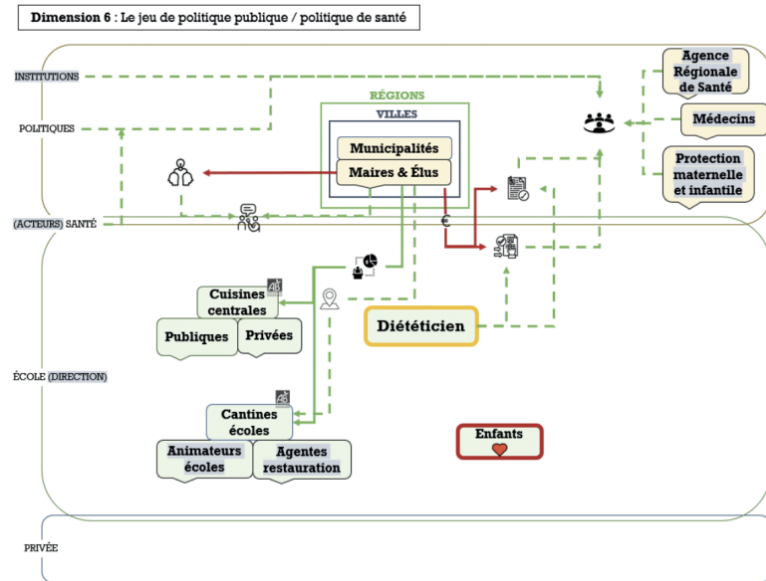 Dimension 6 : Le jeu de politique publique / politique de santé
INSTITUTIONS
POLITIQUES
(ACTEURS) SANTÉ
ÉCOLE (DIRECTION)
PRIVÉE
RÉGIONS
VILLES
Municipalités
Maires & Élus
Agence
Régionale
de Santé
Médecins
Protection
maternelle
et infantile
€
AB
Cuisines
centrales
Publiques
Privées
Diététicien
AB
Cantines
écoles
Animateurs
écoles
Agentes
restauration
Enfants